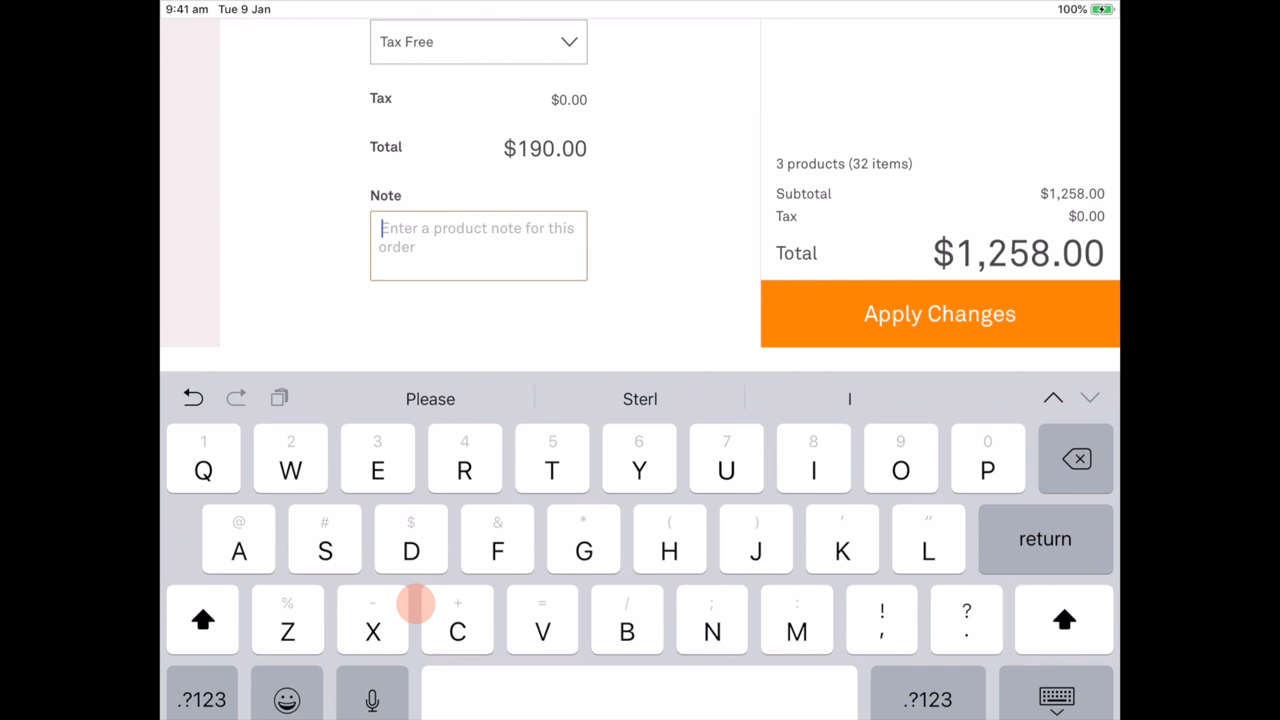 9:41 am Tue 9 Jan 100%
Tax Free
Tax $0.00
Total $190.00
Note
Enter a product note for this
order
3 products (32 items)
Subtotal $1,258.00
Tax $0.00
Total $1,258.00
Apply Changes
Please Sterl I
1 2 3 4 5 6 7 8 9 0
Q W E R T Y U I O P
@ # $ & * ( ) ' "
A S D F G H J K L return
% - + = / ; : ! ?
Z X C V B N M , .
.?123 .?123